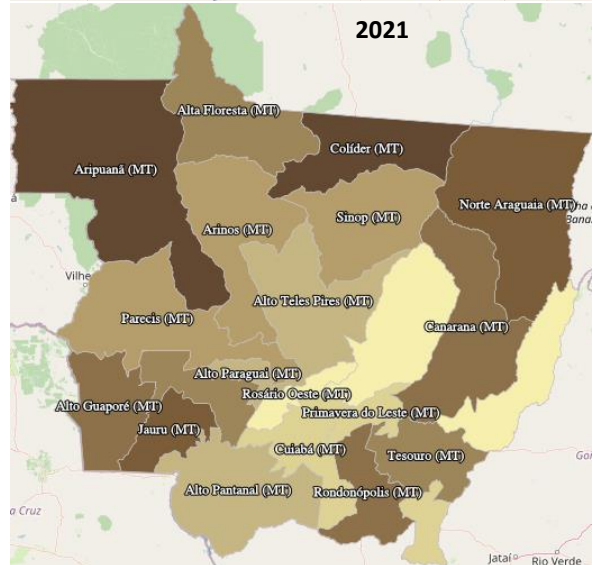 2021
Alta Floresta (MT)
Colíder (MT)
Aripuanã (MT)
Norte Araguaia (MT)
Bana
Arinos (MT)
Sinop (MT)
Vilhe
Alto Teles Pires (MT)
Parecis (MT)
Canarana (MT)
Alto Paraguai (MT)
Rosário Oeste (MT)
Alto Guaporé (MT)
Primavera do Leste (MT)
Jauru (MT)
Cuiabá (MT)
Tesouro (MT)
Goi
Alto Pantanal (MT)
Rondonópolis (MT)
a Cruz
Jataí
Rio Verde